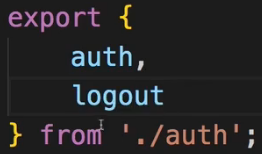 export {
    auth,
    logout
} from './auth';